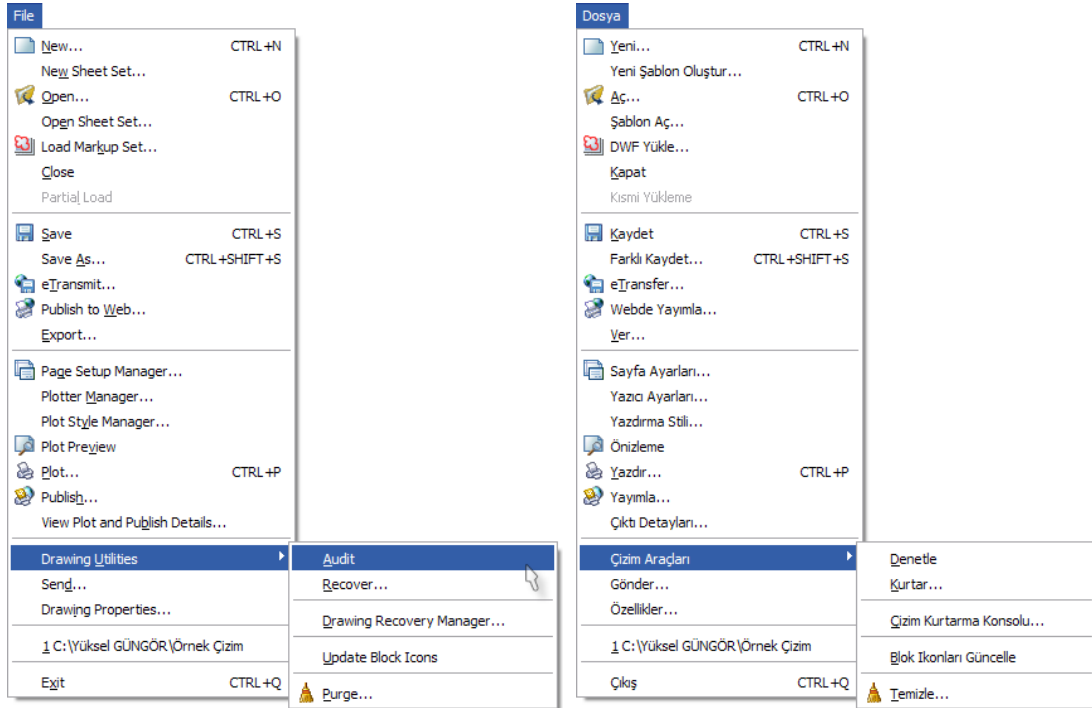 File
New... CTRL+N
New Sheet Set...
Open... CTRL+O
Open Sheet Set...
Load Markup Set...
Close
Partial Load
Save CTRL+S
Save As... CTRL+SHIFT+S
eTransmit...
Publish to Web...
Export...
Page Setup Manager...
Plotter Manager...
Plot Style Manager...
Plot Preview
Plot... CTRL+P
Publish...
View Plot and Publish Details...
Drawing Utilities
Send...
Drawing Properties...
1 C:\Yüksel GÜNGÖR\Örnek Çizim
Exit CTRL+Q
Audit
Recover...
Drawing Recovery Manager...
Update Block Icons
Purge...
Dosya
Yeni... CTRL+N
Yeni Şablon Oluştur...
Aç... CTRL+O
Şablon Aç...
DWF Yükle...
Kapat
Kısmi Yükleme
Kaydet CTRL+S
Farklı Kaydet... CTRL+SHIFT+S
eTransfer...
Webde Yayımla...
Ver...
Sayfa Ayarları...
Yazıcı Ayarları...
Yazdırma Stili...
Önizleme
Yazdır... CTRL+P
Yayımla...
Çıktı Detayları...
Çizim Araçları
Gönder...
Özellikler...
1 C:\Yüksel GÜNGÖR\Örnek Çizim
Çıkış CTRL+Q
Denetle
Kurtar...
Çizim Kurtarma Konsolu...
Blok Ikonları Güncelle
Temizle...